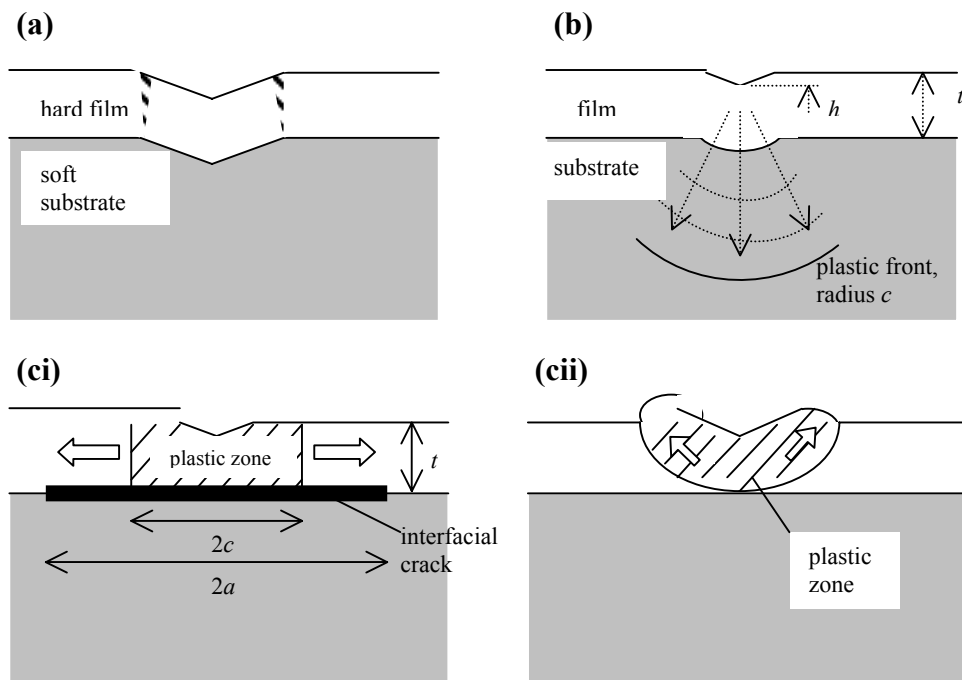 (a)
hard film
soft
substrate
(b)
film
h
t
substrate
plastic front,
radius c
(ci)
plastic zone
t
interfacial
crack
2c
2a
(cii)
plastic
zone